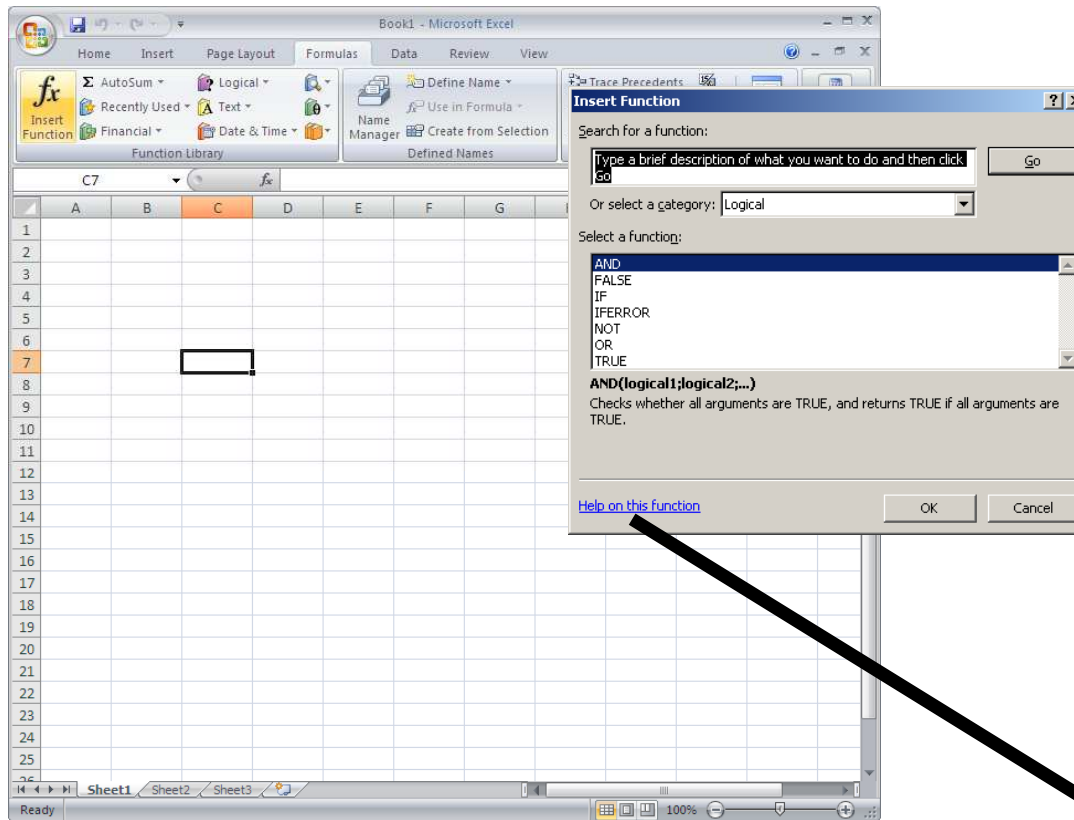 Book1 - Microsoft Excel
Home Insert Page Layout Formulas Data Review View
fx Insert Function
Σ AutoSum
Recently Used
Financial
Logical
Text
Date & Time
Function Library
Name Manager
Define Name
Use in Formula
Create from Selection
Defined Names
Trace Precedents
C7 fx
A B C D E F G
1
2
3
4
5
6
7
8
9
10
11
12
13
14
15
16
17
18
19
20
21
22
23
24
25
26
Sheet1 Sheet2 Sheet3
Ready 100%
Insert Function
Search for a function:
Type a brief description of what you want to do and then click
Go
Go
Or select a category: Logical
Select a function:
AND
FALSE
IF
IFERROR
NOT
OR
TRUE
AND(logical1;logical2;...)
Checks whether all arguments are TRUE, and returns TRUE if all arguments are
TRUE.
Help on this function OK Cancel